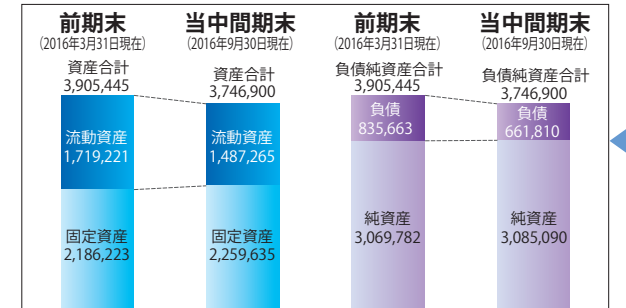 前期末
(2016年3月31日現在)
資産合計
3,905,445
流動資産
1,719,221
固定資産
2,186,223
当中間期末
(2016年9月30日現在)
資産合計
3,746,900
流動資産
1,487,265
固定資産
2,259,635
前期末
(2016年3月31日現在)
負債純資産合計
3,905,445
負債
835,663
純資産
3,069,782
当中間期末
(2016年9月30日現在)
負債純資産合計
3,746,900
負債
661,810
純資産
3,085,090